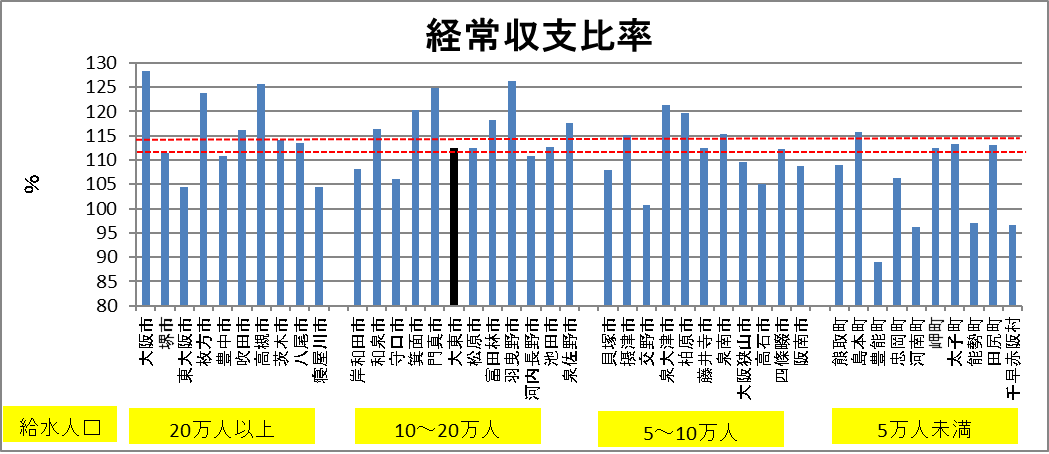 経常収支比率
%
130
125
120
115
110
105
100
95
90
85
80
大阪市
堺市
東大阪市
枚方市
豊中市
吹田市
高槻市
茨木市
八尾市
寝屋川市
岸和田市
和泉市
守口市
箕面市
門真市
大東市
松原市
富田林市
羽曳野市
河内長野市
池田市
泉佐野市
貝塚市
摂津市
交野市
泉大津市
柏原市
藤井寺市
泉南市
大阪狭山市
高石市
四條畷市
阪南市
熊取町
島本町
豊能町
忠岡町
河南町
岬町
太子町
能勢町
田尻町
千早赤阪村
給水人口
20万人以上
10～20万人
5～10万人
5万人未満